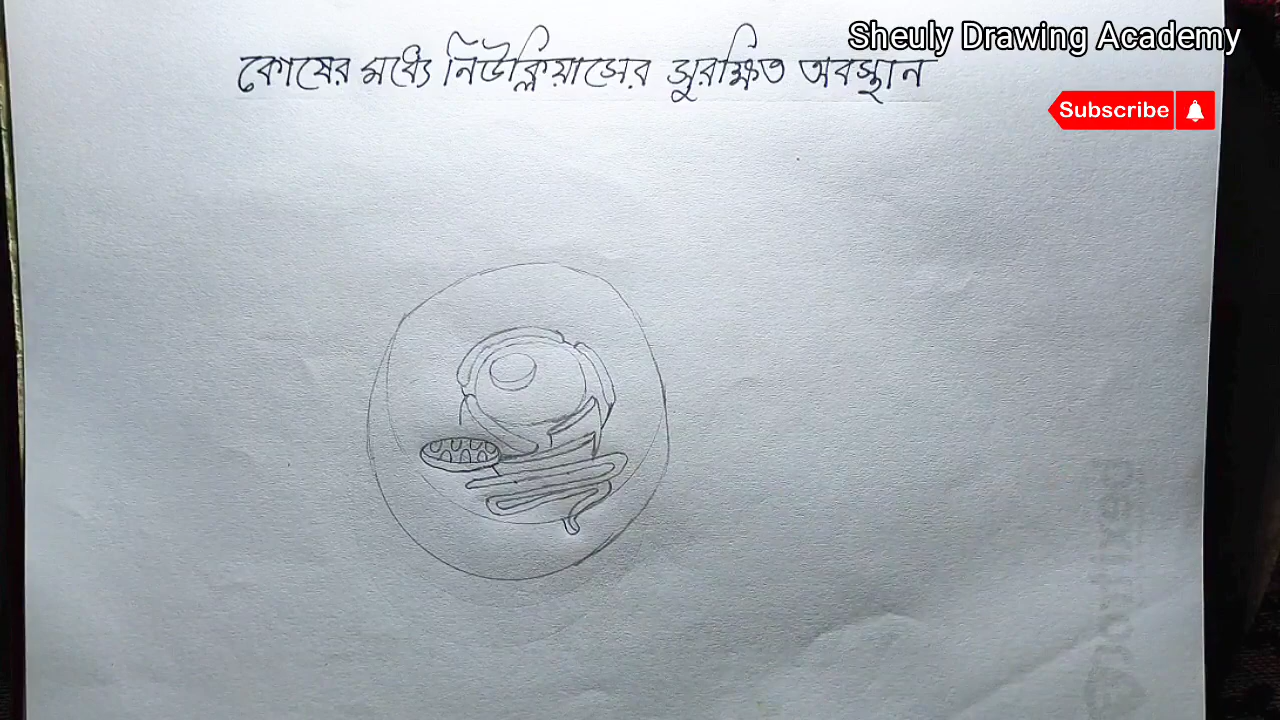 Sheuly Drawing Academy
কোষের মধ্যে নিউক্লিয়াসের সুরক্ষিত অবস্থান
Subscribe